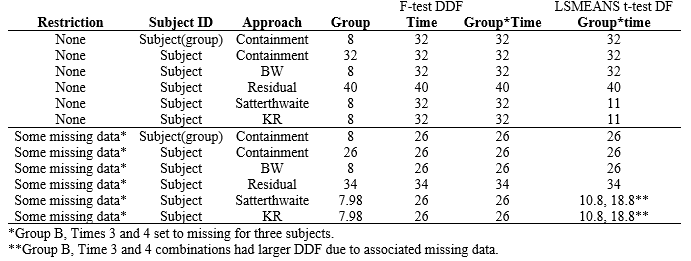 F-test DDF LSMEANS t-test DF
Restriction Subject ID Approach Group Time Group*Time Group*time
None Subject(group) Containment 8 32 32 32
None Subject Containment 32 32 32 32
None Subject BW 8 32 32 32
None Subject Residual 40 40 40 40
None Subject Satterthwaite 8 32 32 11
None Subject KR 8 32 32 11
Some missing data* Subject(group) Containment 8 26 26 26
Some missing data* Subject Containment 26 26 26 26
Some missing data* Subject BW 8 26 26 26
Some missing data* Subject Residual 34 34 34 34
Some missing data* Subject Satterthwaite 7.98 26 26 10.8, 18.8**
Some missing data* Subject KR 7.98 26 26 10.8, 18.8**
*Group B, Times 3 and 4 set to missing for three subjects.
**Group B, Time 3 and 4 combinations had larger DDF due to associated missing data.